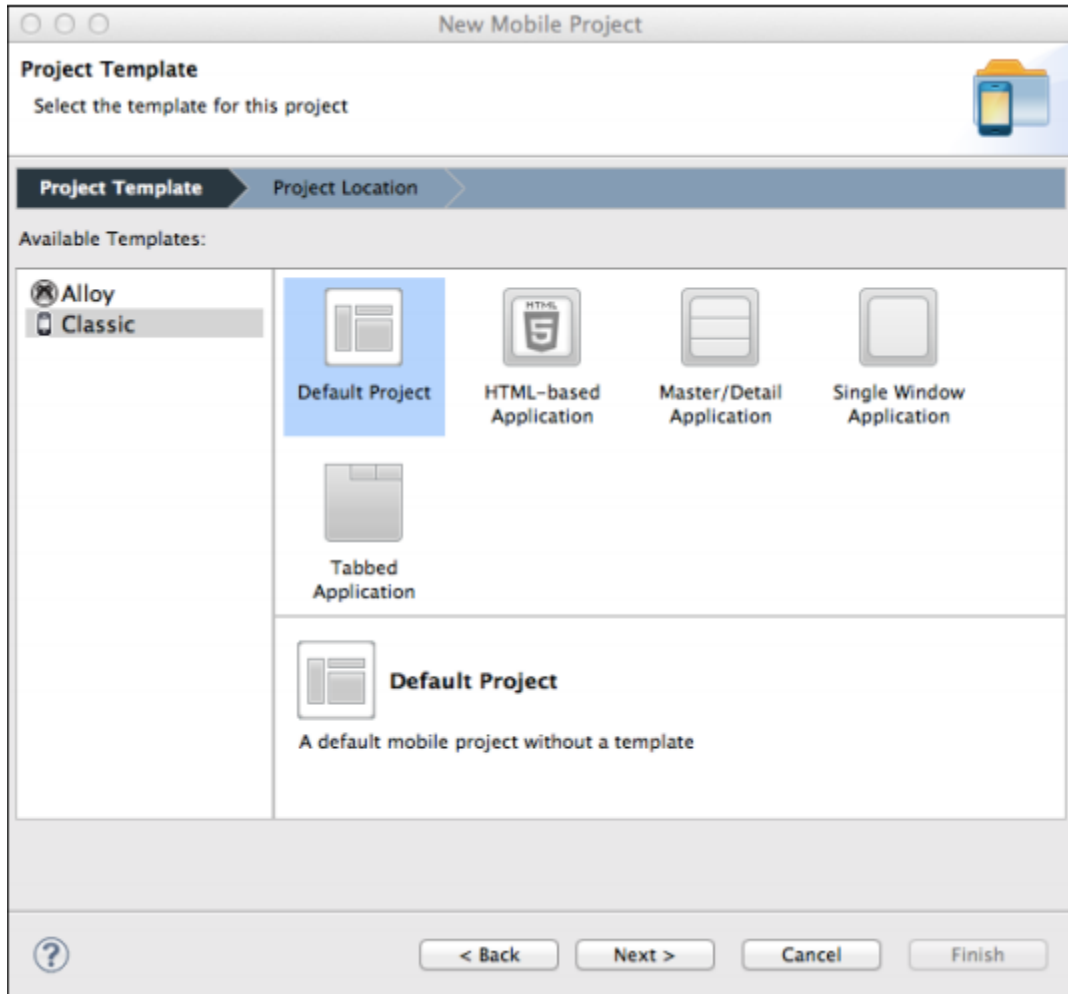 New Mobile Project
Project Template
Select the template for this project
Project Template
Project Location
Available Templates:
Alloy
Classic
Default Project
HTML
5
HTML-based
Application
Master/Detail
Application
Single Window
Application
Tabbed
Application
Default Project
A default mobile project without a template
?
< Back
Next >
Cancel
Finish